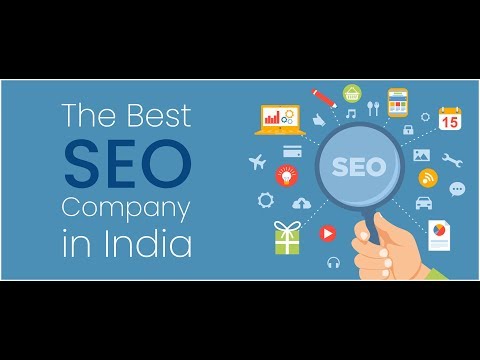 The Best
SEO
Company
in India
SEO
15